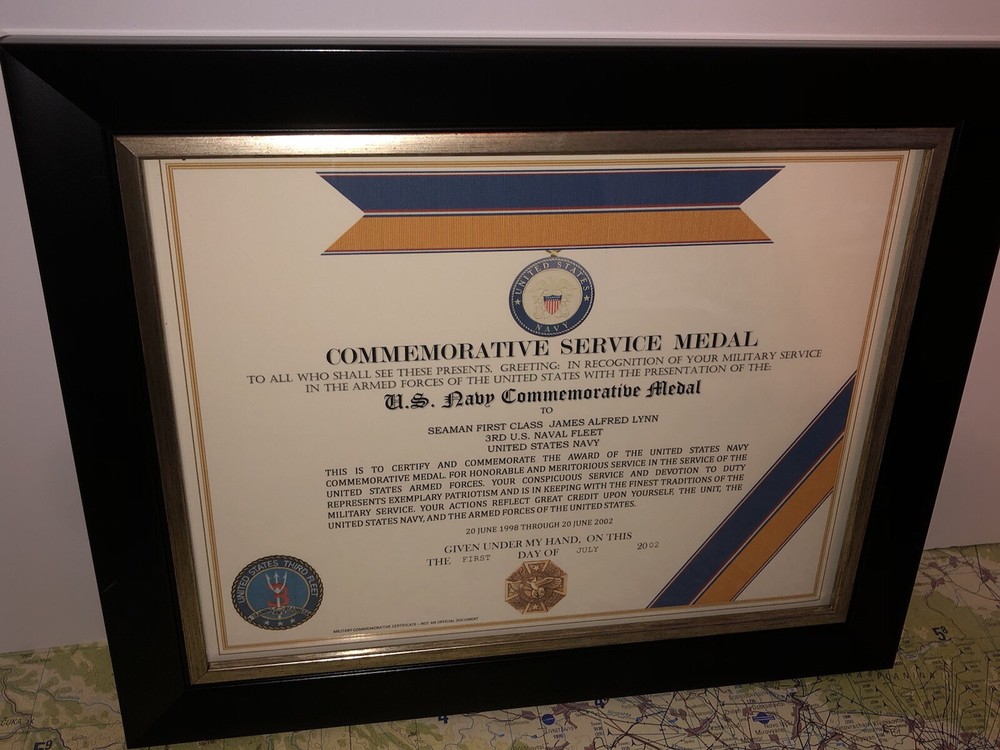 UNITED STATES
NAVY
COMMEMORATIVE SERVICE MEDAL
TO ALL WHO SHALL SEE THESE PRESENTS, GREETING: IN RECOGNITION OF YOUR MILITARY SERVICE
IN THE ARMED FORCES OF THE UNITED STATES WITH THE PRESENTATION OF THE:
U.S. Navy Commemorative Medal
TO
SEAMAN FIRST CLASS JAMES ALFRED LYNN
3RD U.S. NAVAL FLEET
UNITED STATES NAVY
THIS IS TO CERTIFY AND COMMEMORATE THE AWARD OF THE UNITED STATES NAVY
COMMEMORATIVE MEDAL. FOR HONORABLE AND MERITORIOUS SERVICE IN THE SERVICE OF THE
UNITED STATES ARMED FORCES. YOUR CONSPICUOUS SERVICE AND DEVOTION TO DUTY
REPRESENTS EXEMPLARY PATRIOTISM AND IS IN KEEPING WITH THE FINEST TRADITIONS OF THE
MILITARY SERVICE. YOUR ACTIONS REFLECT GREAT CREDIT UPON YOURSELF, THE UNIT, THE
UNITED STATES NAVY, AND THE ARMED FORCES OF THE UNITED STATES.
20 JUNE 1998 THROUGH 20 JUNE 2002
GIVEN UNDER MY HAND, ON THIS
THE FIRST DAY OF JULY 2002
UNITED STATES THIRD FLEET
MILITARY COMMEMORATIVE CERTIFICATE - NOT AN OFFICIAL DOCUMENT